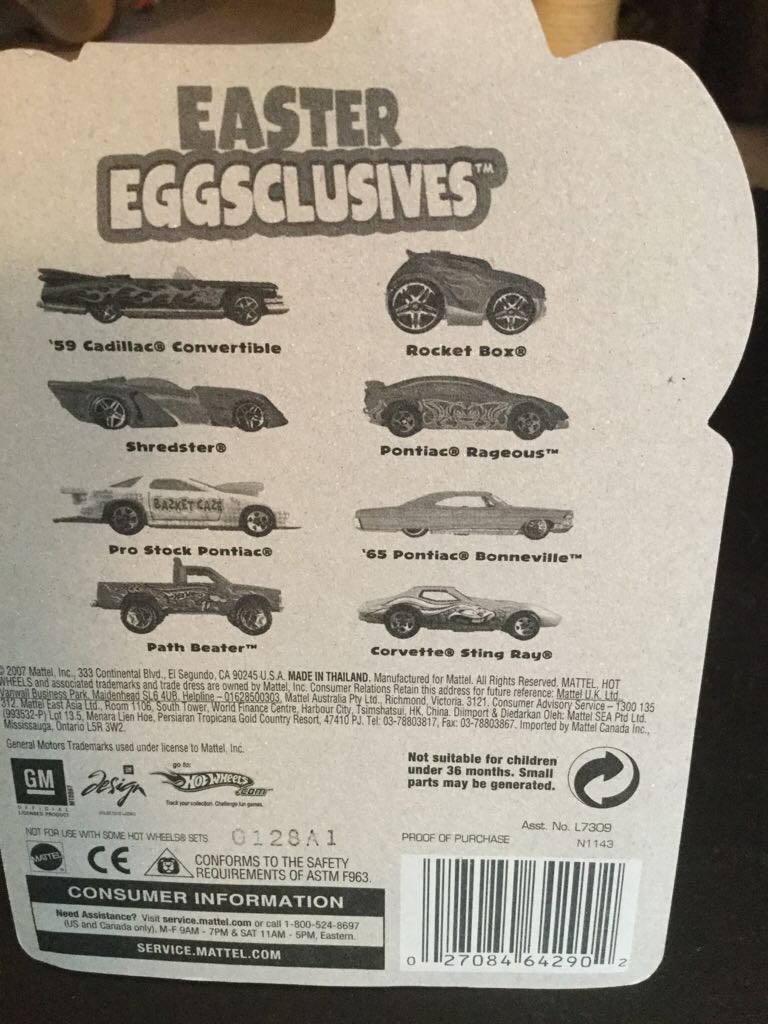 EASTER
EGGSCLUSIVES™
'59 Cadillac® Convertible
Rocket Box®
Shredster®
Pontiac® Rageous™
BASKET CASE
Pro Stock Pontiac®
'65 Pontiac® Bonneville™
Path Beater™
Corvette® Sting Ray®
© 2007 Mattel, Inc., 333 Continental Blvd., El Segundo, CA 90245 U.S.A. MADE IN THAILAND. Manufactured for Mattel. All Rights Reserved. MATTEL, HOT
WHEELS and associated trademarks and trade dress are owned by Mattel, Inc. Consumer Relations Retain this address for future reference: Mattel U.K. Ltd.,
Vanwall Business Park, Maidenhead SL6 4UB. Helpline – 01628500303. Mattel Australia Pty Ltd., Richmond, Victoria. 3121. Consumer Advisory Service – 1300 135
312. Mattel East Asia Ltd., Room 1106, South Tower, World Finance Centre, Harbour City, Tsimshatsui, HK, China. Diimport & Diedarkan Oleh: Mattel SEA Ptd Ltd.
(993532-P) Lot 13.5, Menara Lien Hoe, Persiaran Tropicana Gold Country Resort, 47410 PJ. Tel: 03-78803817, Fax: 03-78803867. Imported by Mattel Canada Inc.,
Mississauga, Ontario L5R 3W2.
General Motors Trademarks used under license to Mattel, Inc.
GM
OFFICIAL
LICENSED PRODUCT
GM
design
go to:
HOT WHEELS
.com
Track your collection. Challenge fun games.
Not suitable for children
under 36 months. Small
parts may be generated.
Asst. No. L7309
N1143
NOT FOR USE WITH SOME HOT WHEELS® SETS
0128A1
PROOF OF PURCHASE
MATTEL
CE
CONFORMS TO THE SAFETY
REQUIREMENTS OF ASTM F963.
CONSUMER INFORMATION
Need Assistance? Visit service.mattel.com or call 1-800-524-8697
(US and Canada only), M-F 9AM - 7PM & SAT 11AM - 5PM, Eastern.
SERVICE.MATTEL.COM
0 27084 64290 2